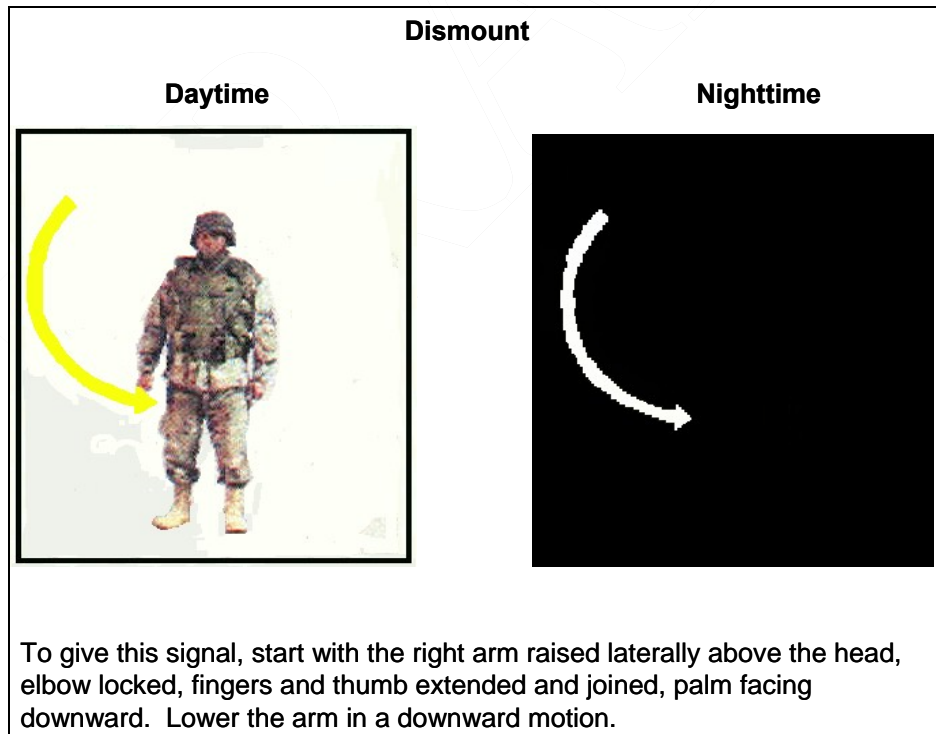 Dismount
Daytime
Nighttime
To give this signal, start with the right arm raised laterally above the head,
elbow locked, fingers and thumb extended and joined, palm facing
downward.  Lower the arm in a downward motion.